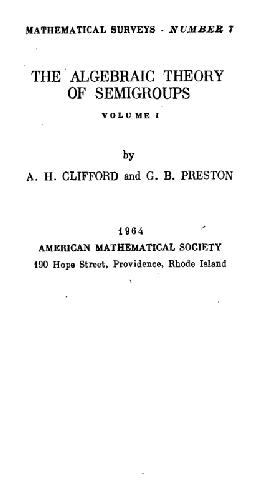 MATHEMATICAL SURVEYS · NUMBER 7
THE ALGEBRAIC THEORY
OF SEMIGROUPS
VOLUME I
by
A. H. CLIFFORD and G. B. PRESTON
1964
AMERICAN MATHEMATICAL SOCIETY
190 Hope Street, Providence, Rhode Island